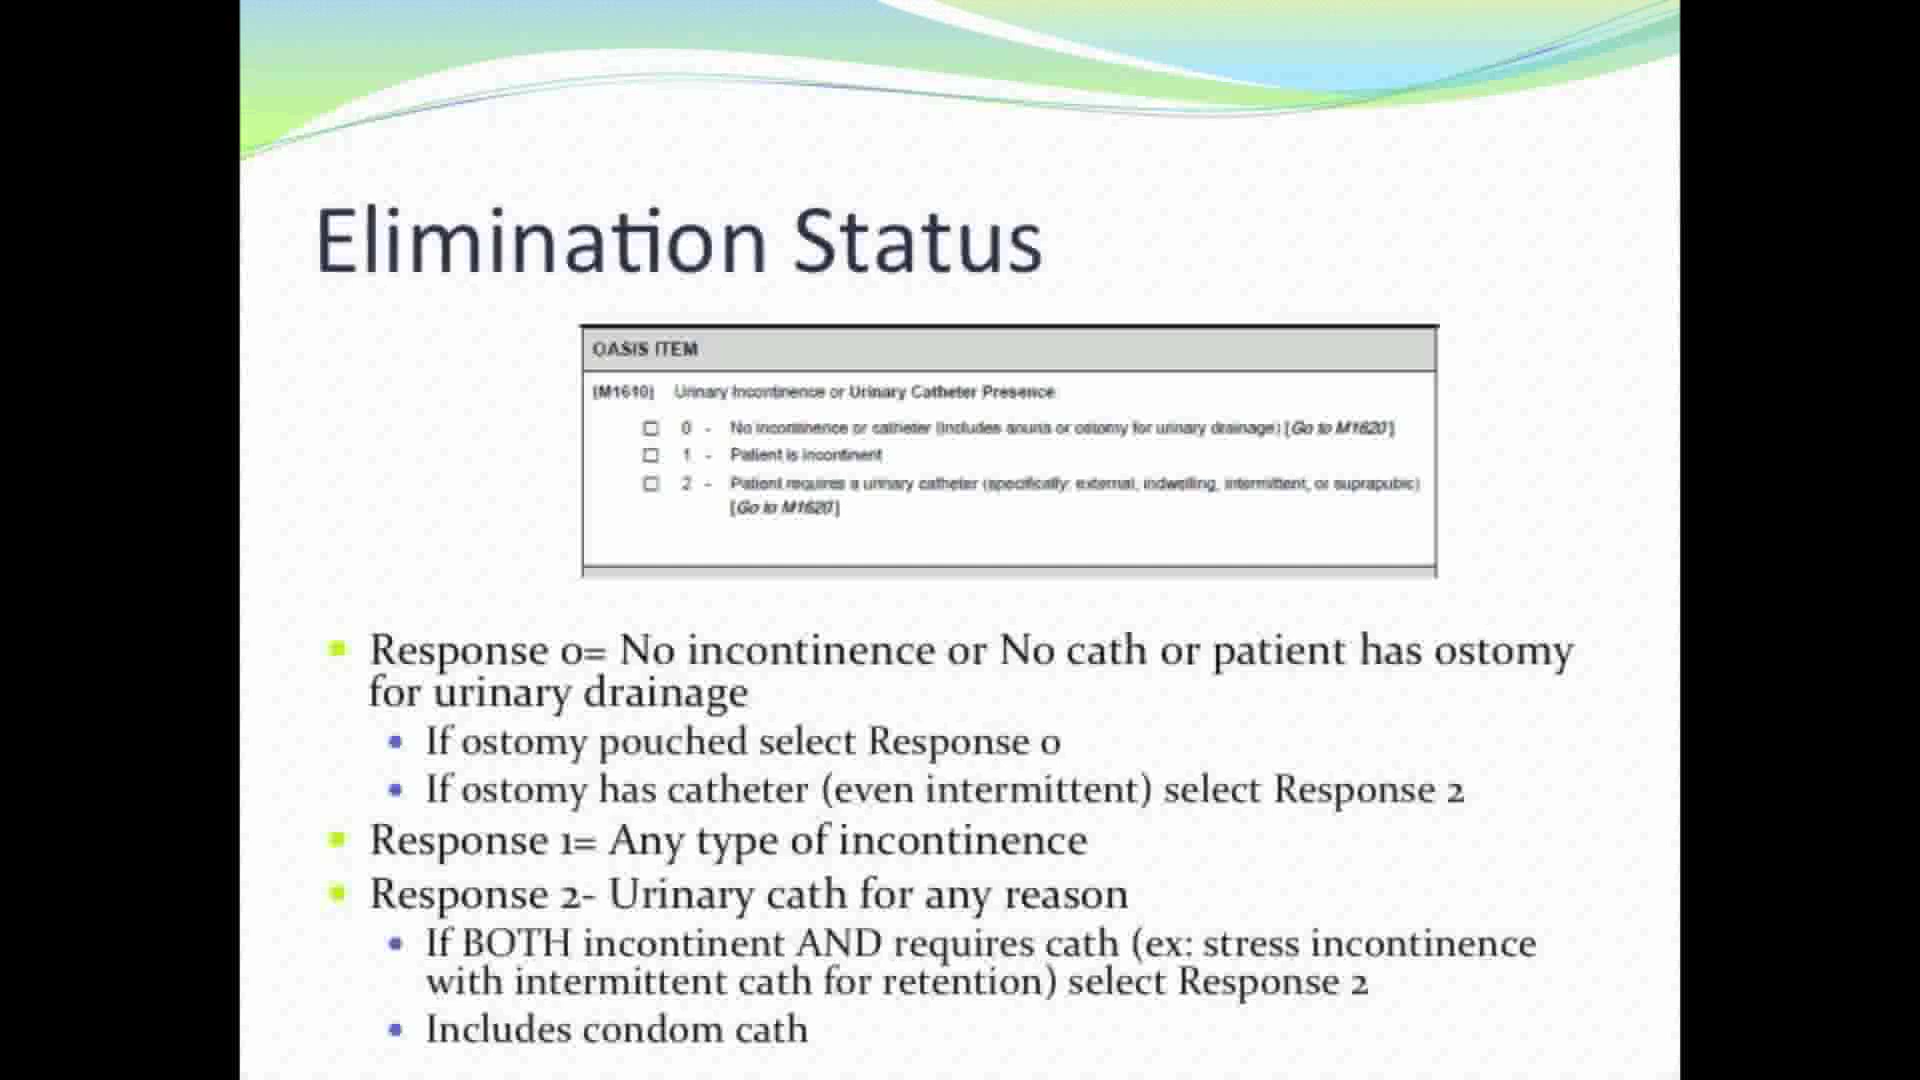 Elimination Status
OASIS ITEM
(M1610) Urinary Incontinence or Urinary Catheter Presence
0 - No incontinence or catheter (includes anuria or ostomy for urinary drainage) [Go to M1620]
1 - Patient is incontinent
2 - Patient requires a urinary catheter (specifically: external, indwelling, intermittent, or suprapubic)
[Go to M1620]
Response 0= No incontinence or No cath or patient has ostomy
for urinary drainage
If ostomy pouched select Response 0
If ostomy has catheter (even intermittent) select Response 2
Response 1= Any type of incontinence
Response 2- Urinary cath for any reason
If BOTH incontinent AND requires cath (ex: stress incontinence
with intermittent cath for retention) select Response 2
Includes condom cath